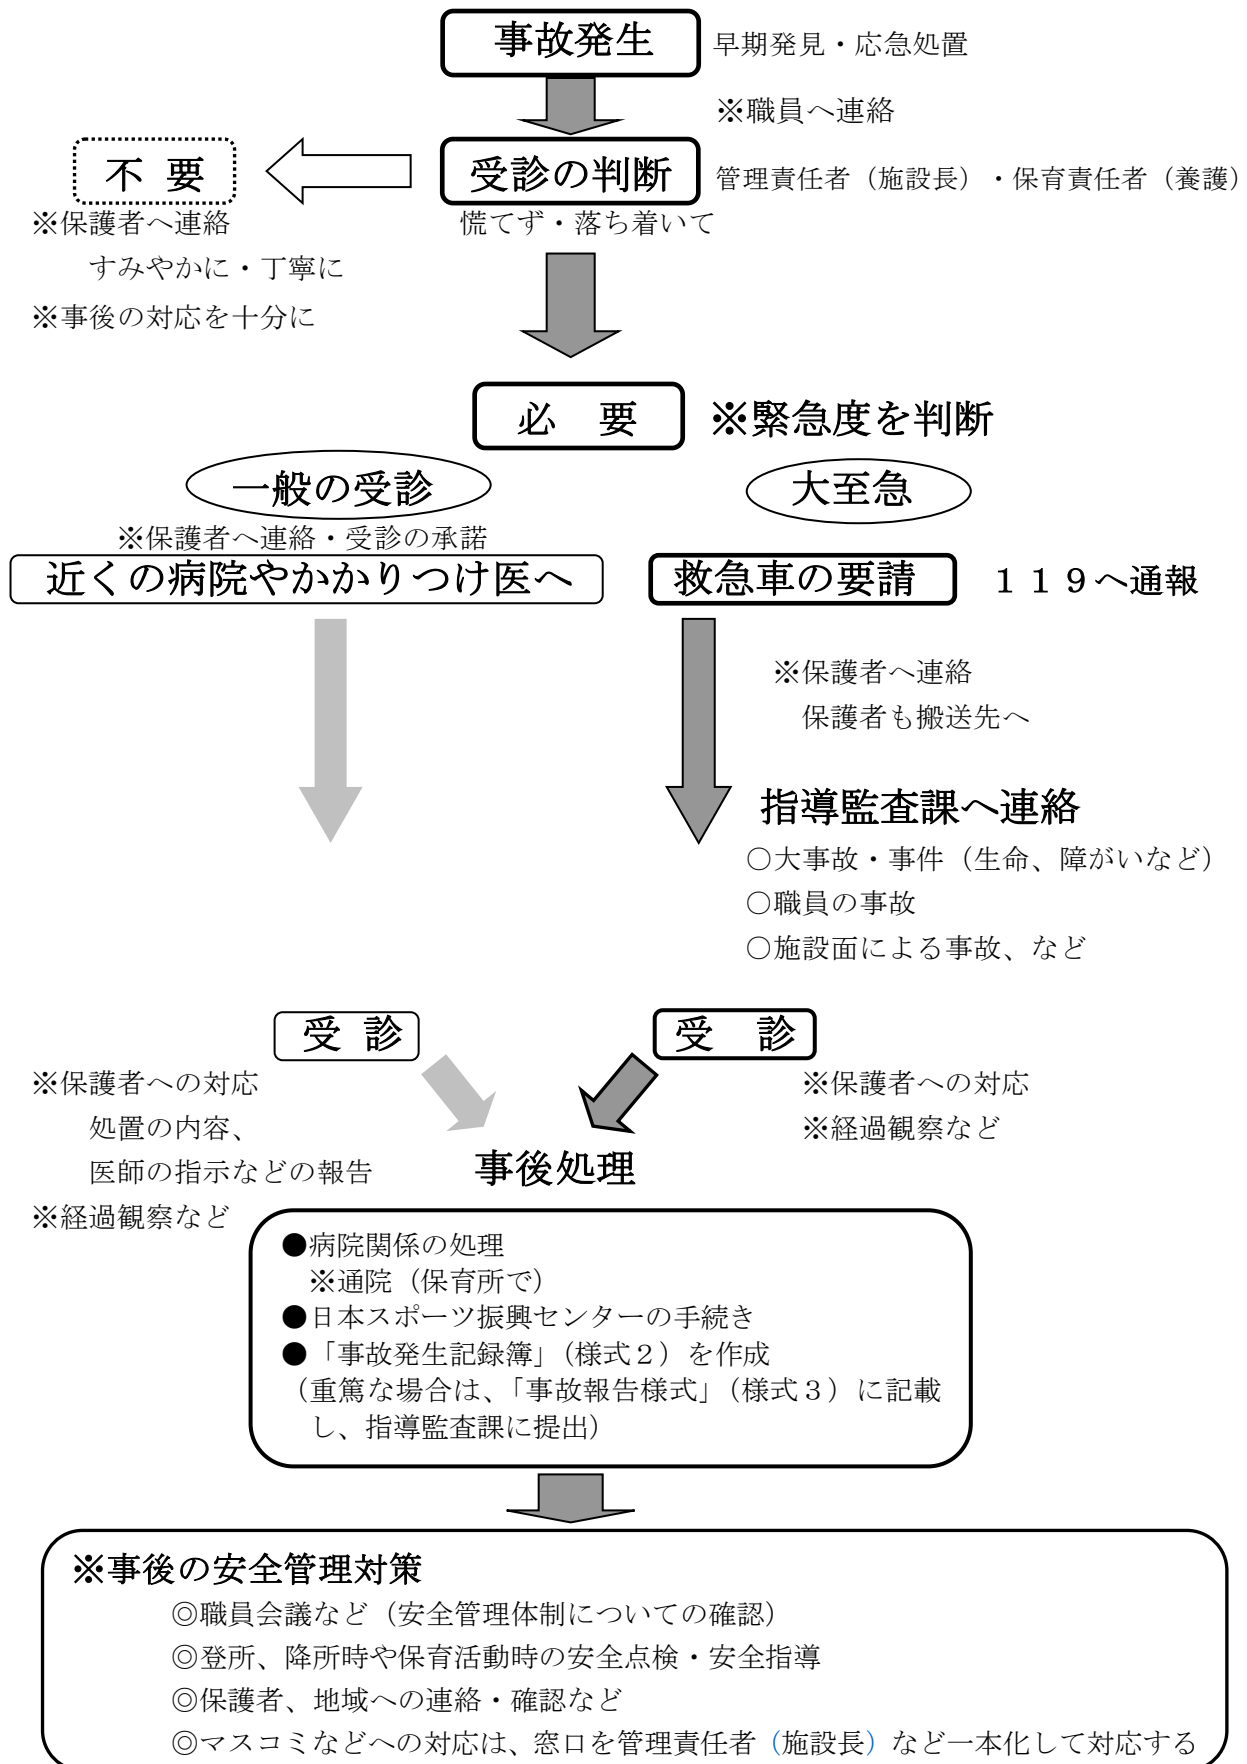 事故発生
早期発見・応急処置
※職員へ連絡
不 要
受診の判断
管理責任者（施設長）・保育責任者（養護）
※保護者へ連絡
慌てず・落ち着いて
すみやかに・丁寧に
※事後の対応を十分に
必 要
※緊急度を判断
一般の受診
大至急
※保護者へ連絡・受診の承諾
近くの病院やかかりつけ医へ
救急車の要請
１１９へ通報
※保護者へ連絡
保護者も搬送先へ
指導監査課へ連絡
○大事故・事件（生命、障がいなど）
○職員の事故
○施設面による事故、など
受 診
受 診
※保護者への対応
処置の内容、
医師の指示などの報告
※経過観察など
※保護者への対応
※経過観察など
事後処理
●病院関係の処理
※通院（保育所で）
●日本スポーツ振興センターの手続き
●「事故発生記録簿」（様式２）を作成
（重篤な場合は、「事故報告様式」（様式３）に記載
し、指導監査課に提出）
※事後の安全管理対策
◎職員会議など（安全管理体制についての確認）
◎登所、降所時や保育活動時の安全点検・安全指導
◎保護者、地域への連絡・確認など
◎マスコミなどへの対応は、窓口を管理責任者（施設長）など一本化して対応する